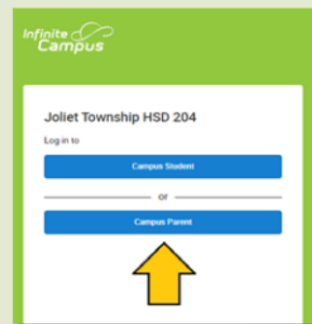 Infinite
Campus
Joliet Township HSD 204
Log in to
Campus Student
or
Campus Parent